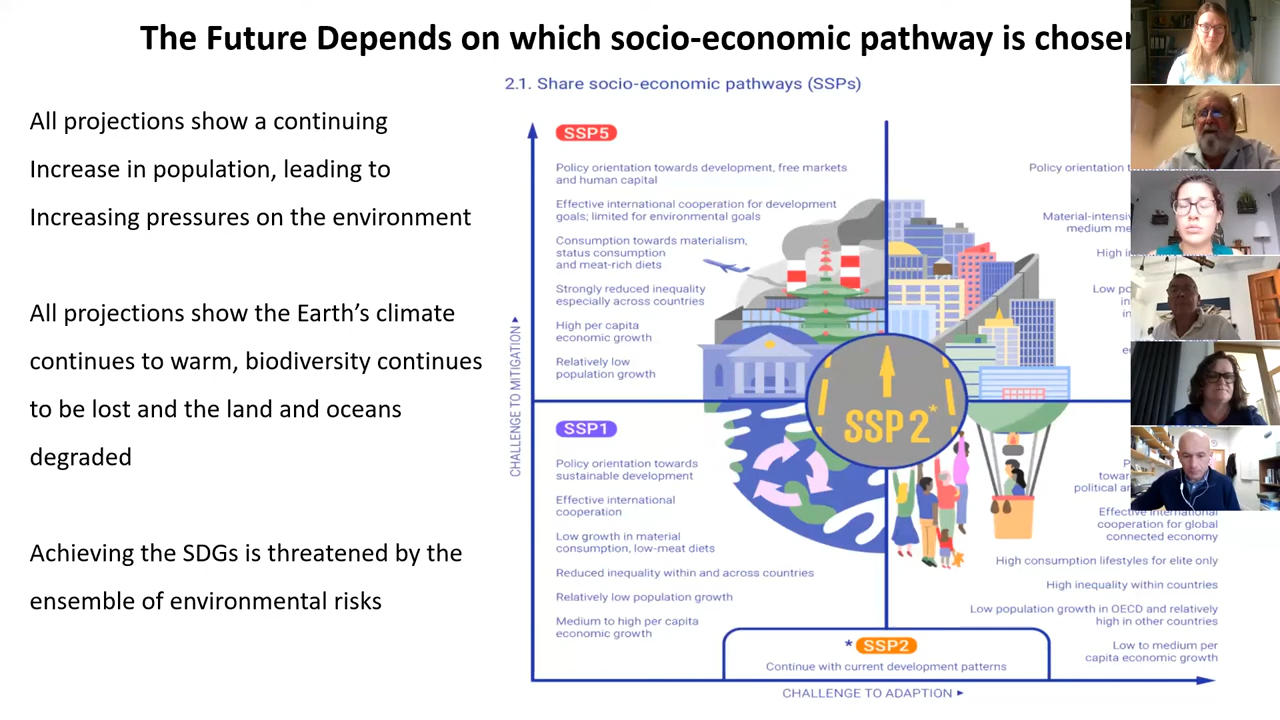 The Future Depends on which socio-economic pathway is chosen
2.1. Share socio-economic pathways (SSPs)
All projections show a continuing
Increase in population, leading to
Increasing pressures on the environment
All projections show the Earth's climate
continues to warm, biodiversity continues
to be lost and the land and oceans
degraded
Achieving the SDGs is threatened by the
ensemble of environmental risks
CHALLENGE TO MITIGATION
SSP5
Policy orientation towards development, free markets
and human capital
Effective international cooperation for development
goals; limited for environmental goals
Consumption towards materialism,
status consumption
and meat-rich diets
Strongly reduced inequality
especially across countries
High per capita
economic growth
Relatively low
population growth
Policy orientation
Material-intensive
High
Low
SSP 2*
SSP1
Policy orientation towards
sustainable development
Effective international
cooperation
Low growth in material
consumption, low-meat diets
Reduced inequality within and across countries
Relatively low population growth
Medium to high per capita
economic growth
political
Effective international
cooperation for global
connected economy
High consumption lifestyles for elite only
High inequality within countries
Low population growth in OECD and relatively
high in other countries
Low to medium per
capita economic growth
* SSP2
Continue with current development patterns
CHALLENGE TO ADAPTION